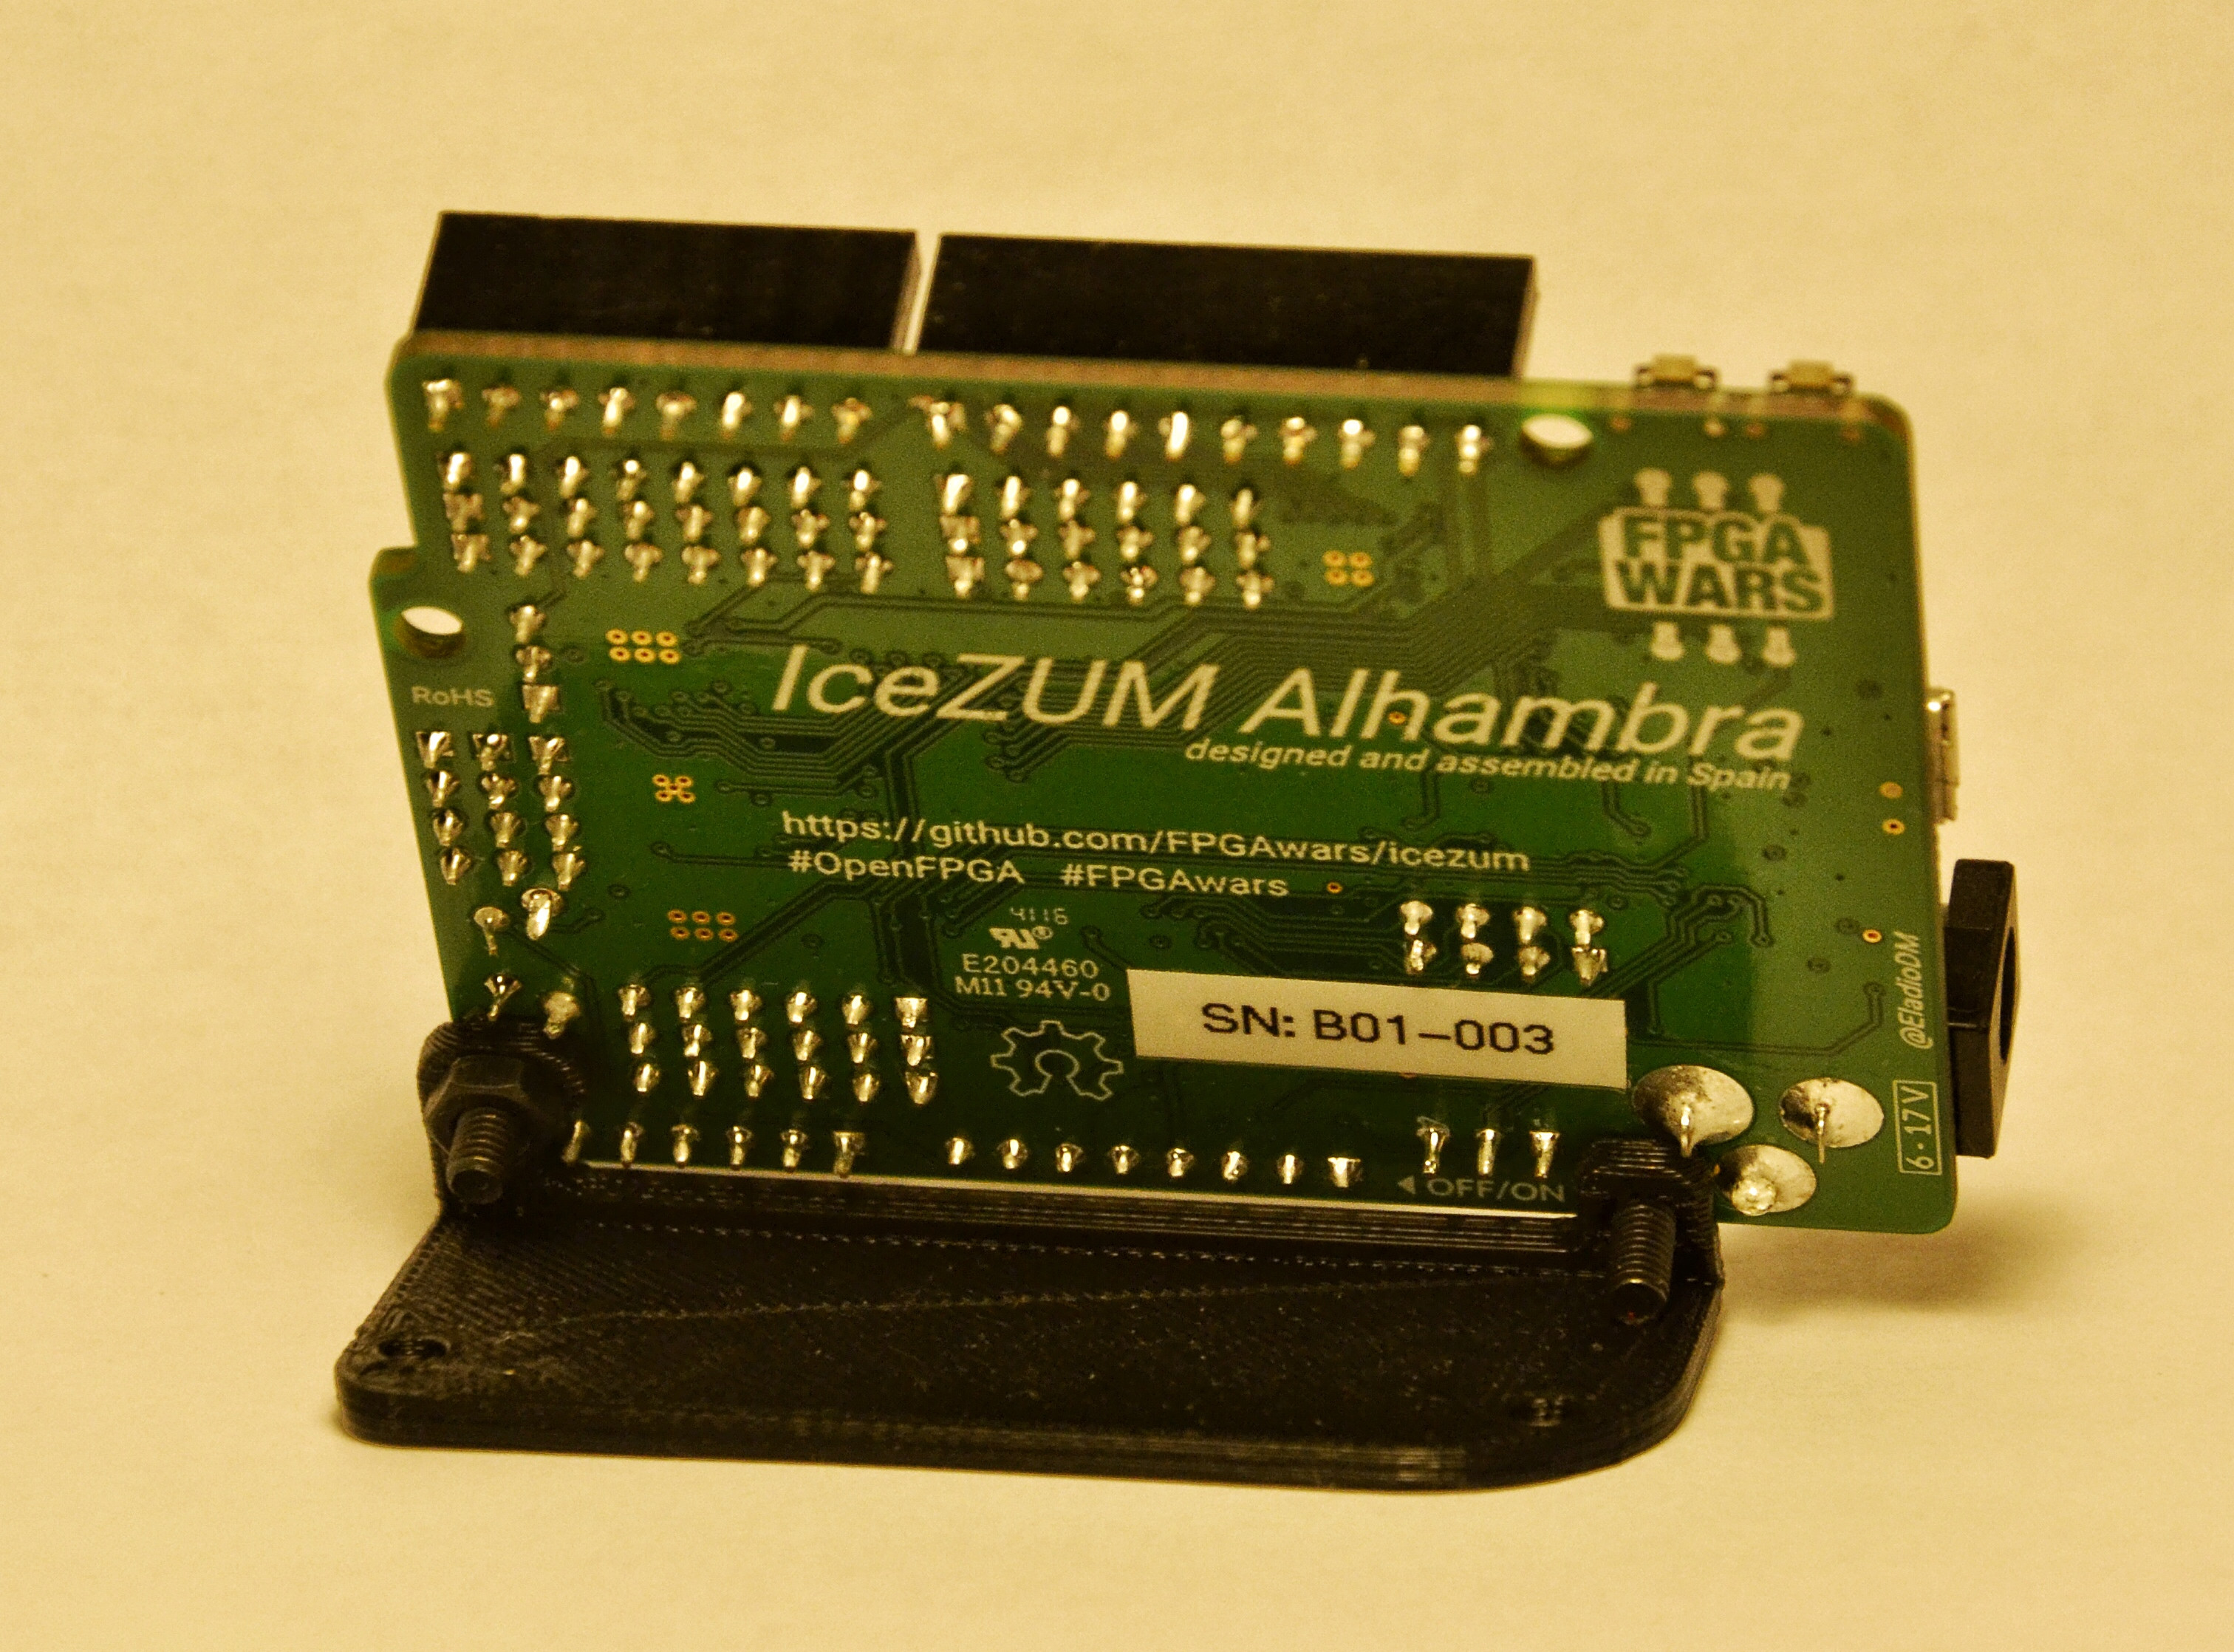 FPGA
WARS
RoHS
IceZUM Alhambra
designed and assembled in Spain
https://github.com/FPGAwars/icezum
#OpenFPGA #FPGAwars
4116
E204460
M11 94V-0
SN: B01-003
@EladioDM
6-17V
OFF/ON